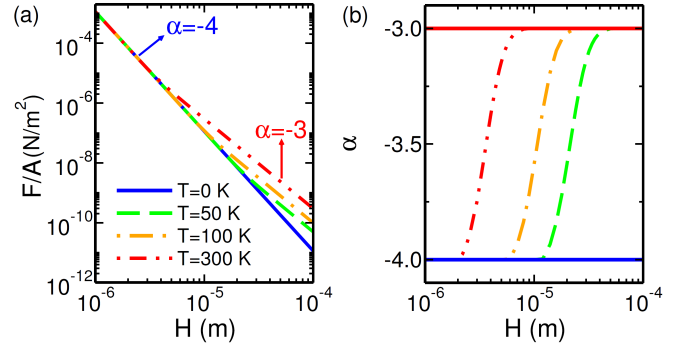 (a)
α=-4
α=-3
F/A(N/m²)
10⁻⁴
10⁻⁶
10⁻⁸
10⁻¹⁰
10⁻¹²
T=0 K
T=50 K
T=100 K
T=300 K
10⁻⁶
10⁻⁵
10⁻⁴
H (m)
(b)
α
-3.0
-3.5
-4.0
10⁻⁶
10⁻⁵
10⁻⁴
H (m)